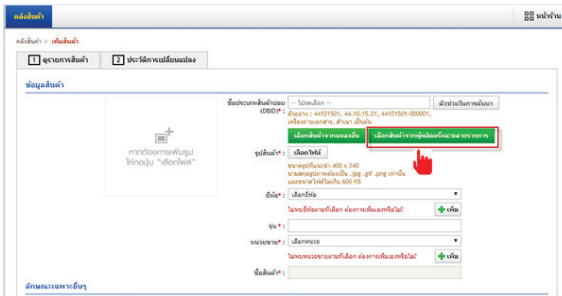 คลังสินค้า
หน้าร้าน
คลังสินค้า > เพิ่มสินค้า
1 ดูรายการสินค้า
2 ประวัติการเปลี่ยนแปลง
ข้อมูลสินค้า
ชื่อประเภทสินค้าย่อย (DBID)* : -- โปรดเลือก -- ตัวช่วยในการค้นหา
ตัวอย่าง : 44101501, 44.10.15.01, 44101501-000001,
เครื่องถ่ายเอกสาร, สำเนา เป็นต้น
เลือกสินค้าจากแหล่งอื่น
เลือกสินค้าจากผู้ผลิตครั้งละหลายรายการ
หากต้องการเพิ่มรูป
ให้กดปุ่ม "เลือกไฟล์"
รูปสินค้า* : เลือกไฟล์
ขนาดรูปที่แนะนำ 400 x 340
นามสกุลรูปภาพต้องเป็น .jpg .gif .png เท่านั้น
และขนาดไฟล์ไม่เกิน 600 KB
ยี่ห้อ* : เลือกยี่ห้อ
ไม่พบยี่ห้อตามที่เลือก ต้องการเพิ่มเองหรือไม่? เพิ่ม
รุ่น * :
หน่วยขาย* : เลือกหน่วย
ไม่พบหน่วยขายตามที่เลือก ต้องการเพิ่มเองหรือไม่? เพิ่ม
ชื่อสินค้า* :
ลักษณะเฉพาะอื่นๆ